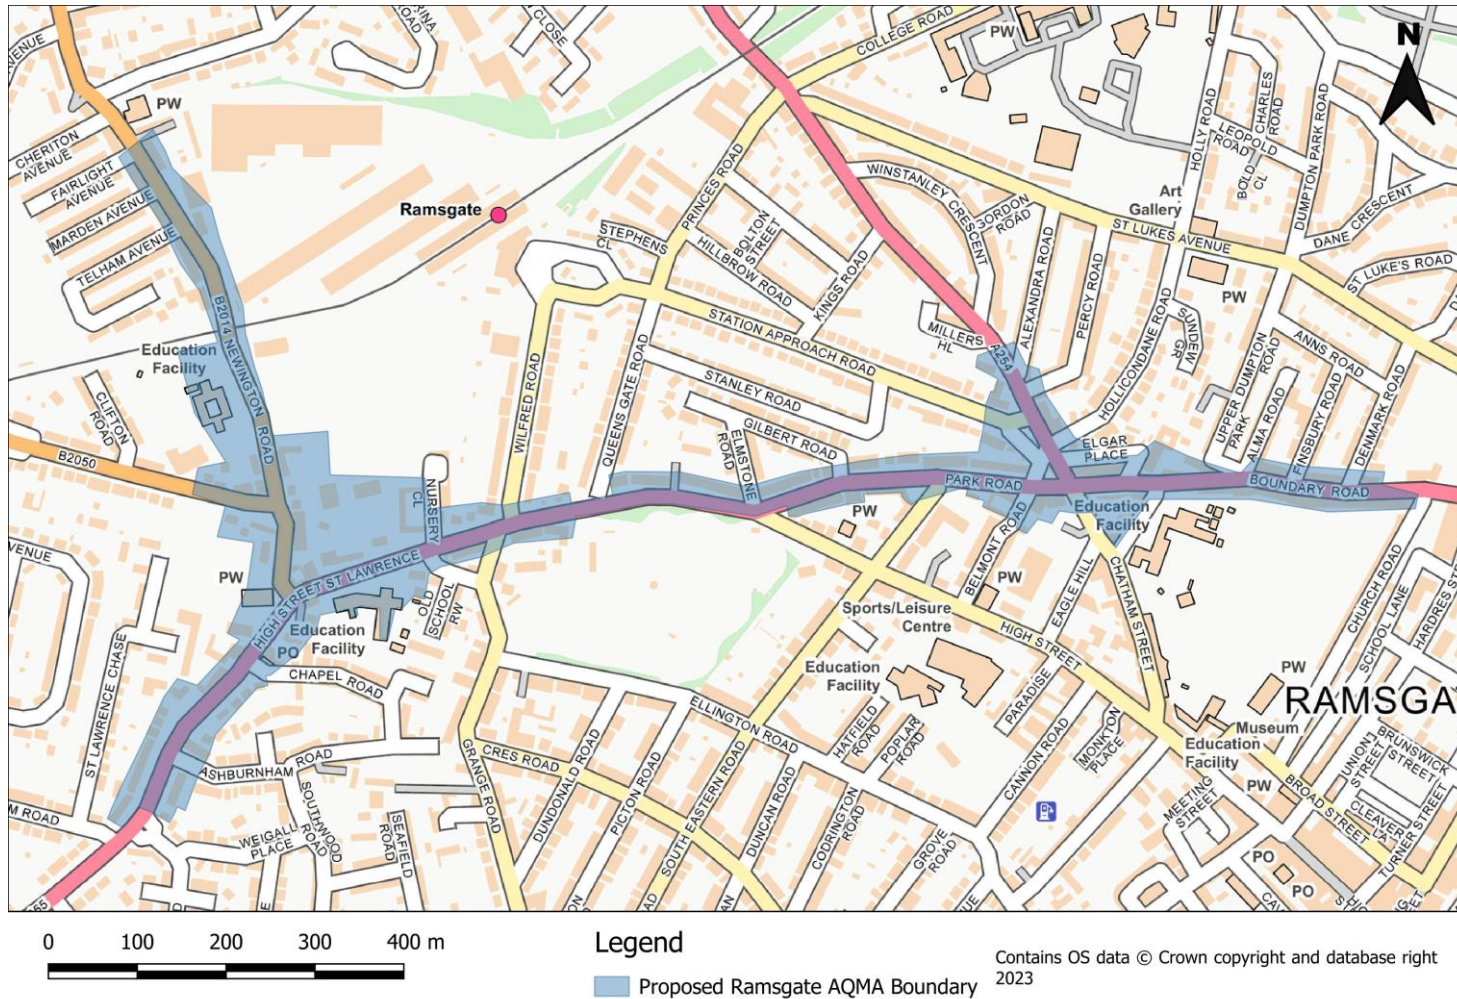 AVENUE
ROAD
CLOSE
PW
COLLEGE ROAD
N
CHERITON
AVENUE
FAIRLIGHT
AVENUE
MARDEN AVENUE
TELHAM AVENUE
PW
Ramsgate
STEPHENS
CL
PRINCES ROAD
BOLTON
STREET
HILLBROW ROAD
KINGS ROAD
WINSTANLEY CRESCENT
GORDON
ROAD
ALEXANDRA ROAD
PERCY ROAD
HOLLY ROAD
LEOPOLD
ROAD
CHARLES
ROAD
BOLD
CL
DUMPTON PARK ROAD
DANE CRESCENT
Art
Gallery
ST LUKES AVENUE
ST LUKE'S ROAD
PW
B2014 NEWINGTON
ROAD
Education
Facility
CLIFTON
ROAD
B2050
WILFRED ROAD
QUEENS GATE ROAD
STATION APPROACH ROAD
STANLEY ROAD
GILBERT ROAD
ELMSTONE
ROAD
MILLERS
HL
A254
HOLLICONDANE ROAD
SUNDEW
GR
ANNS ROAD
UPPER DUMPTON
PARK
ROAD
ALMA ROAD
FINSBURY ROAD
DENMARK ROAD
ELGAR
PLACE
PARK ROAD
BOUNDARY ROAD
NURSERY
CL
HIGH STREET ST LAWRENCE
OLD
SCHOOL
RW
PW
Education
Facility
PO
AVENUE
ST LAWRENCE CHASE
CHAPEL ROAD
ASHBURNHAM ROAD
SOUTHWOOD
ROAD
WEIGALL
PLACE
SEAFIELD
ROAD
M ROAD
55
GRANGE ROAD
CRES ROAD
DUNDONALD ROAD
PICTON ROAD
SOUTH EASTERN ROAD
DUNCAN ROAD
CODRINGTON
ROAD
ELLINGTON ROAD
HATFIELD
ROAD
POPLAR
ROAD
GROVE
ROAD
CANNON ROAD
MONKTON
PLACE
PARADISE
PW
BELMONT ROAD
PW
EAGLE HILL
Education
Facility
CHATHAM STREET
HIGH STREET
Sports/Leisure
Centre
Education
Facility
CHURCH ROAD
SCHOOL LANE
HARDRES ST
PW
RAMSGA
Museum
Education
Facility
PW
MEETING
STREET
BROAD STREET
UNION
STREET
BRUNSWICK
STREET
CLEAVER
LA
TURNER STREET
PO
PO
0 100 200 300 400 m
Legend
Proposed Ramsgate AQMA Boundary
Contains OS data © Crown copyright and database right
2023